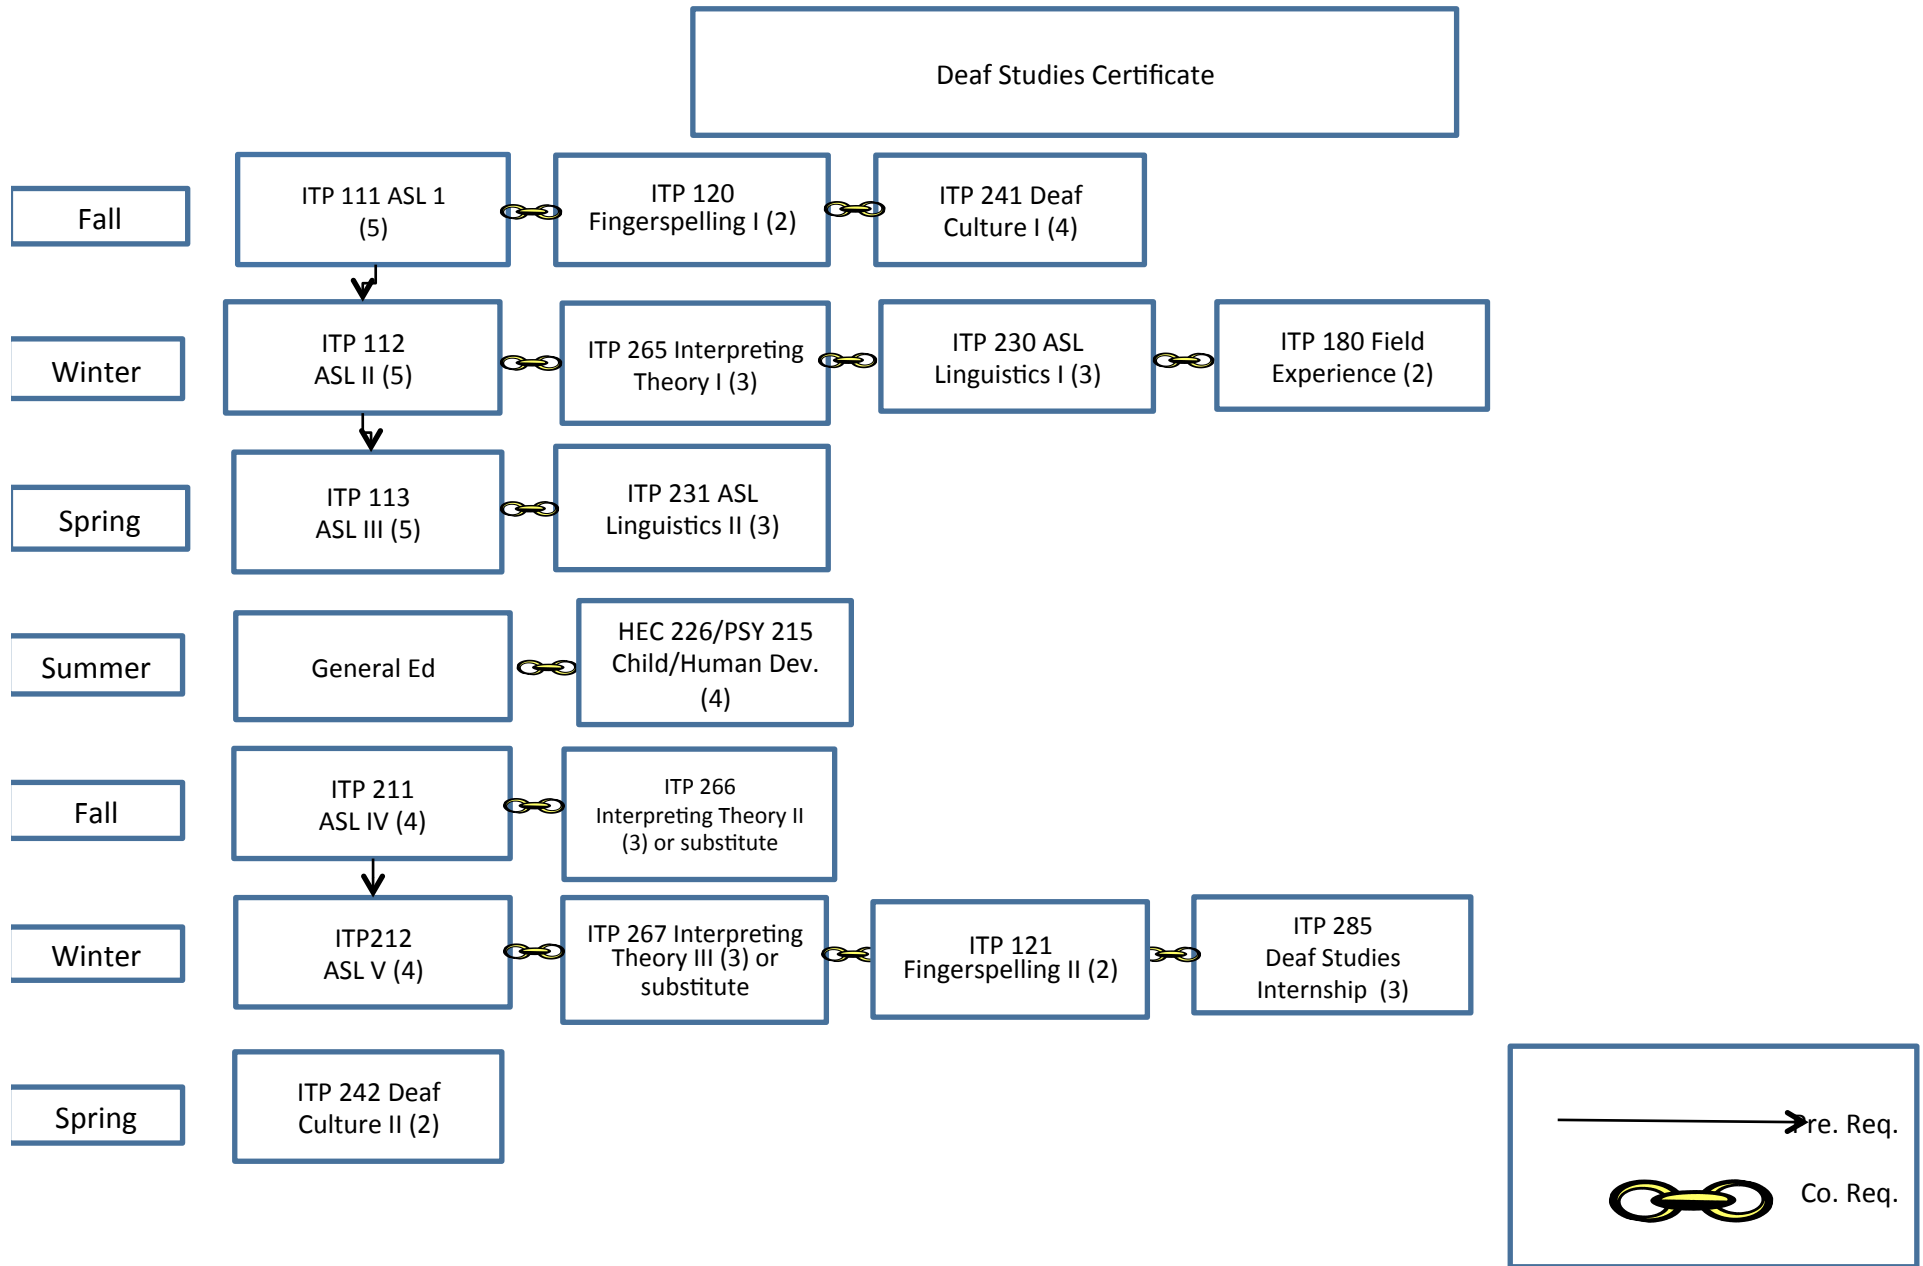 Deaf Studies Certificate
Fall
ITP 111 ASL 1
(5)
ITP 120
Fingerspelling I (2)
ITP 241 Deaf
Culture I (4)
Winter
ITP 112
ASL II (5)
ITP 265 Interpreting
Theory I (3)
ITP 230 ASL
Linguistics I (3)
ITP 180 Field
Experience (2)
Spring
ITP 113
ASL III (5)
ITP 231 ASL
Linguistics II (3)
Summer
General Ed
HEC 226/PSY 215
Child/Human Dev.
(4)
Fall
ITP 211
ASL IV (4)
ITP 266
Interpreting Theory II
(3) or substitute
Winter
ITP212
ASL V (4)
ITP 267 Interpreting
Theory III (3) or
substitute
ITP 121
Fingerspelling II (2)
ITP 285
Deaf Studies
Internship (3)
Spring
ITP 242 Deaf
Culture II (2)
Pre. Req.
Co. Req.